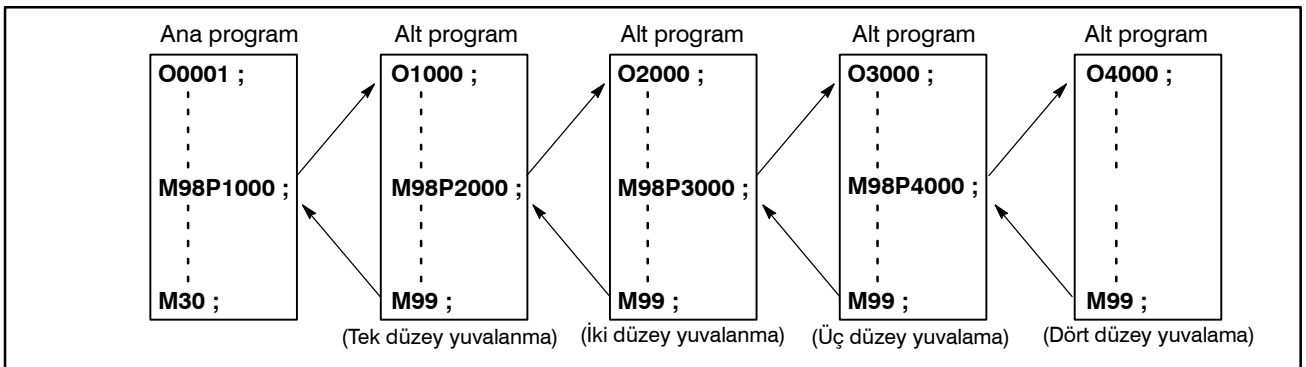 Ana program
O0001 ;
M98P1000 ;
M30 ;
Alt program
O1000 ;
M98P2000 ;
M99 ;
(Tek düzey yuvalanma)
Alt program
O2000 ;
M98P3000 ;
M99 ;
(İki düzey yuvalanma)
Alt program
O3000 ;
M98P4000 ;
M99 ;
(Üç düzey yuvalama)
Alt program
O4000 ;
M99 ;
(Dört düzey yuvalama)